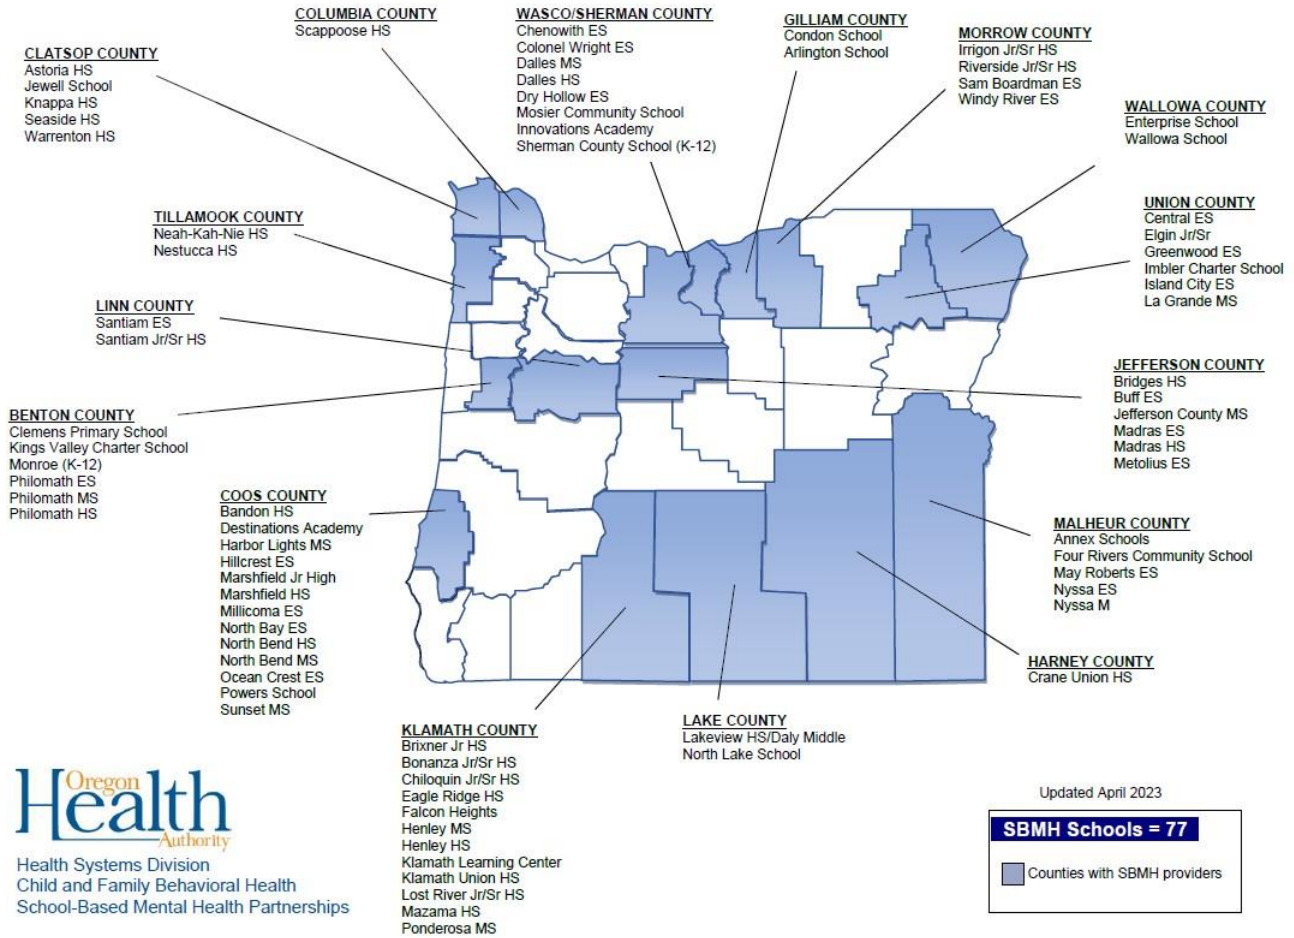 COLUMBIA COUNTY
Scappoose HS
WASCO/SHERMAN COUNTY
Chenowith ES
Colonel Wright ES
Dalles MS
Dalles HS
Dry Hollow ES
Mosier Community School
Innovations Academy
Sherman County School (K-12)
GILLIAM COUNTY
Condon School
Arlington School
MORROW COUNTY
Irrigon Jr/Sr HS
Riverside Jr/Sr HS
Sam Boardman ES
Windy River ES
CLATSOP COUNTY
Astoria HS
Jewell School
Knappa HS
Seaside HS
Warrenton HS
WALLOWA COUNTY
Enterprise School
Wallowa School
TILLAMOOK COUNTY
Neah-Kah-Nie HS
Nestucca HS
UNION COUNTY
Central ES
Elgin Jr/Sr
Greenwood ES
Imbler Charter School
Island City ES
La Grande MS
LINN COUNTY
Santiam ES
Santiam Jr/Sr HS
JEFFERSON COUNTY
Bridges HS
Buff ES
Jefferson County MS
Madras ES
Madras HS
Metolius ES
BENTON COUNTY
Clemens Primary School
Kings Valley Charter School
Monroe (K-12)
Philomath ES
Philomath MS
Philomath HS
COOS COUNTY
Bandon HS
Destinations Academy
Harbor Lights MS
Hillcrest ES
Marshfield Jr High
Marshfield HS
Millicoma ES
North Bay ES
North Bend HS
North Bend MS
Ocean Crest ES
Powers School
Sunset MS
MALHEUR COUNTY
Annex Schools
Four Rivers Community School
May Roberts ES
Nyssa ES
Nyssa M
HARNEY COUNTY
Crane Union HS
KLAMATH COUNTY
Brixner Jr HS
Bonanza Jr/Sr HS
Chiloquin Jr/Sr HS
Eagle Ridge HS
Falcon Heights
Henley MS
Henley HS
Klamath Learning Center
Klamath Union HS
Lost River Jr/Sr HS
Mazama HS
Ponderosa MS
LAKE COUNTY
Lakeview HS/Daly Middle
North Lake School
Oregon
Health
Authority
Health Systems Division
Child and Family Behavioral Health
School-Based Mental Health Partnerships
Updated April 2023
SBMH Schools = 77
Counties with SBMH providers